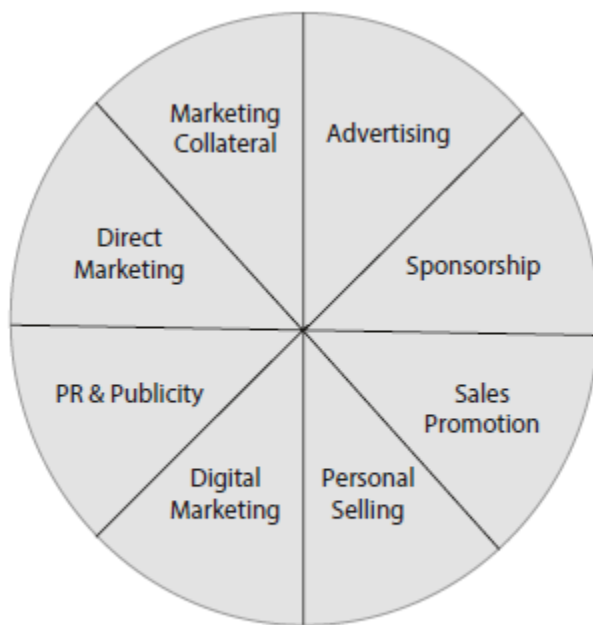 Marketing
Collateral
Advertising
Direct
Marketing
Sponsorship
PR & Publicity
Sales
Promotion
Digital
Marketing
Personal
Selling